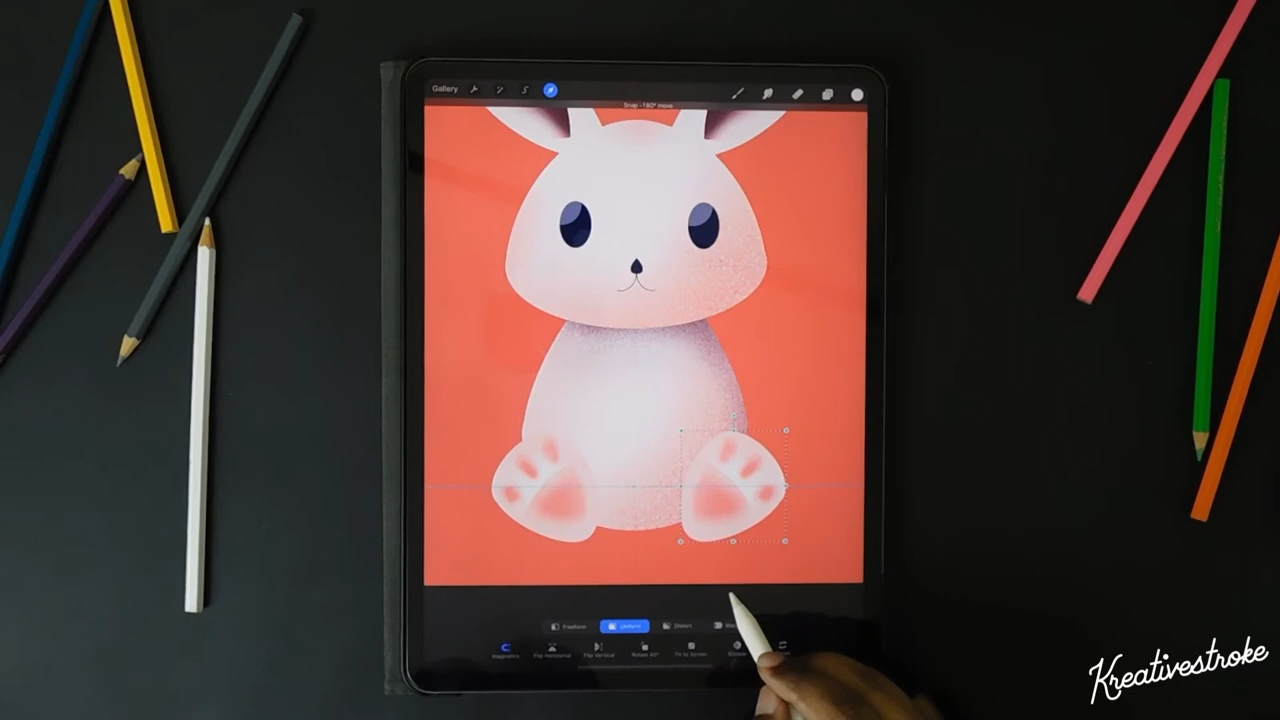 Gallery
Snap -180° move
Freeform
Uniform
Distort
Magnetics
Flip Horizontal
Flip Vertical
Rotate 45°
Fit to Screen
Kreativestroke